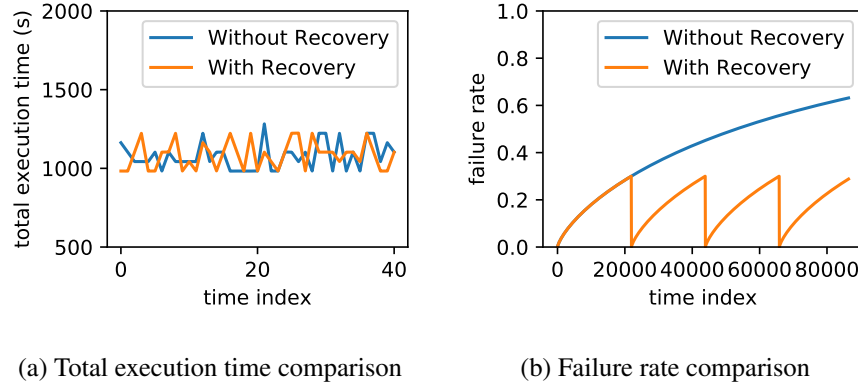 2000
1500
1000
500
total execution time (s)
Without Recovery
With Recovery
0
20
40
time index
(a) Total execution time comparison
1.0
0.8
0.6
0.4
0.2
0.0
failure rate
Without Recovery
With Recovery
0
20000
40000
60000
80000
time index
(b) Failure rate comparison